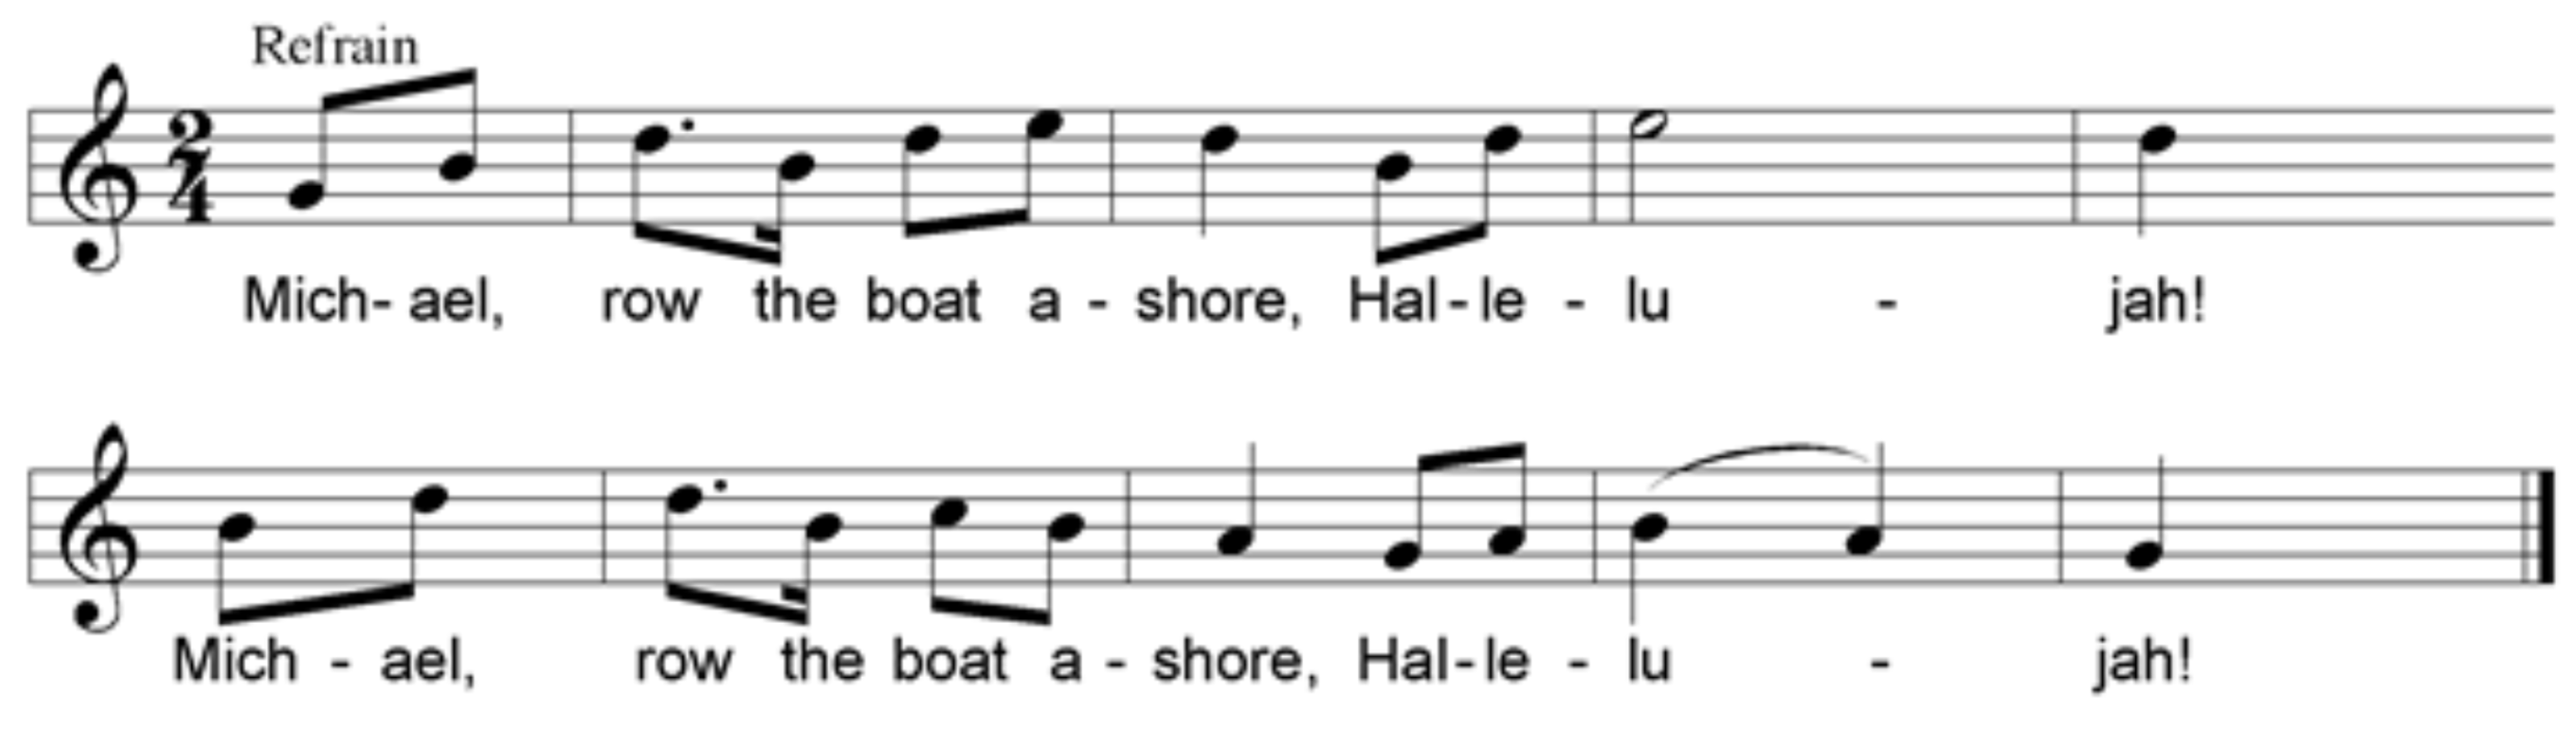 Refrain
2
4
Mich- ael, row the boat a - shore, Hal - le - lu - jah!
Mich - ael, row the boat a - shore, Hal - le - lu - jah!